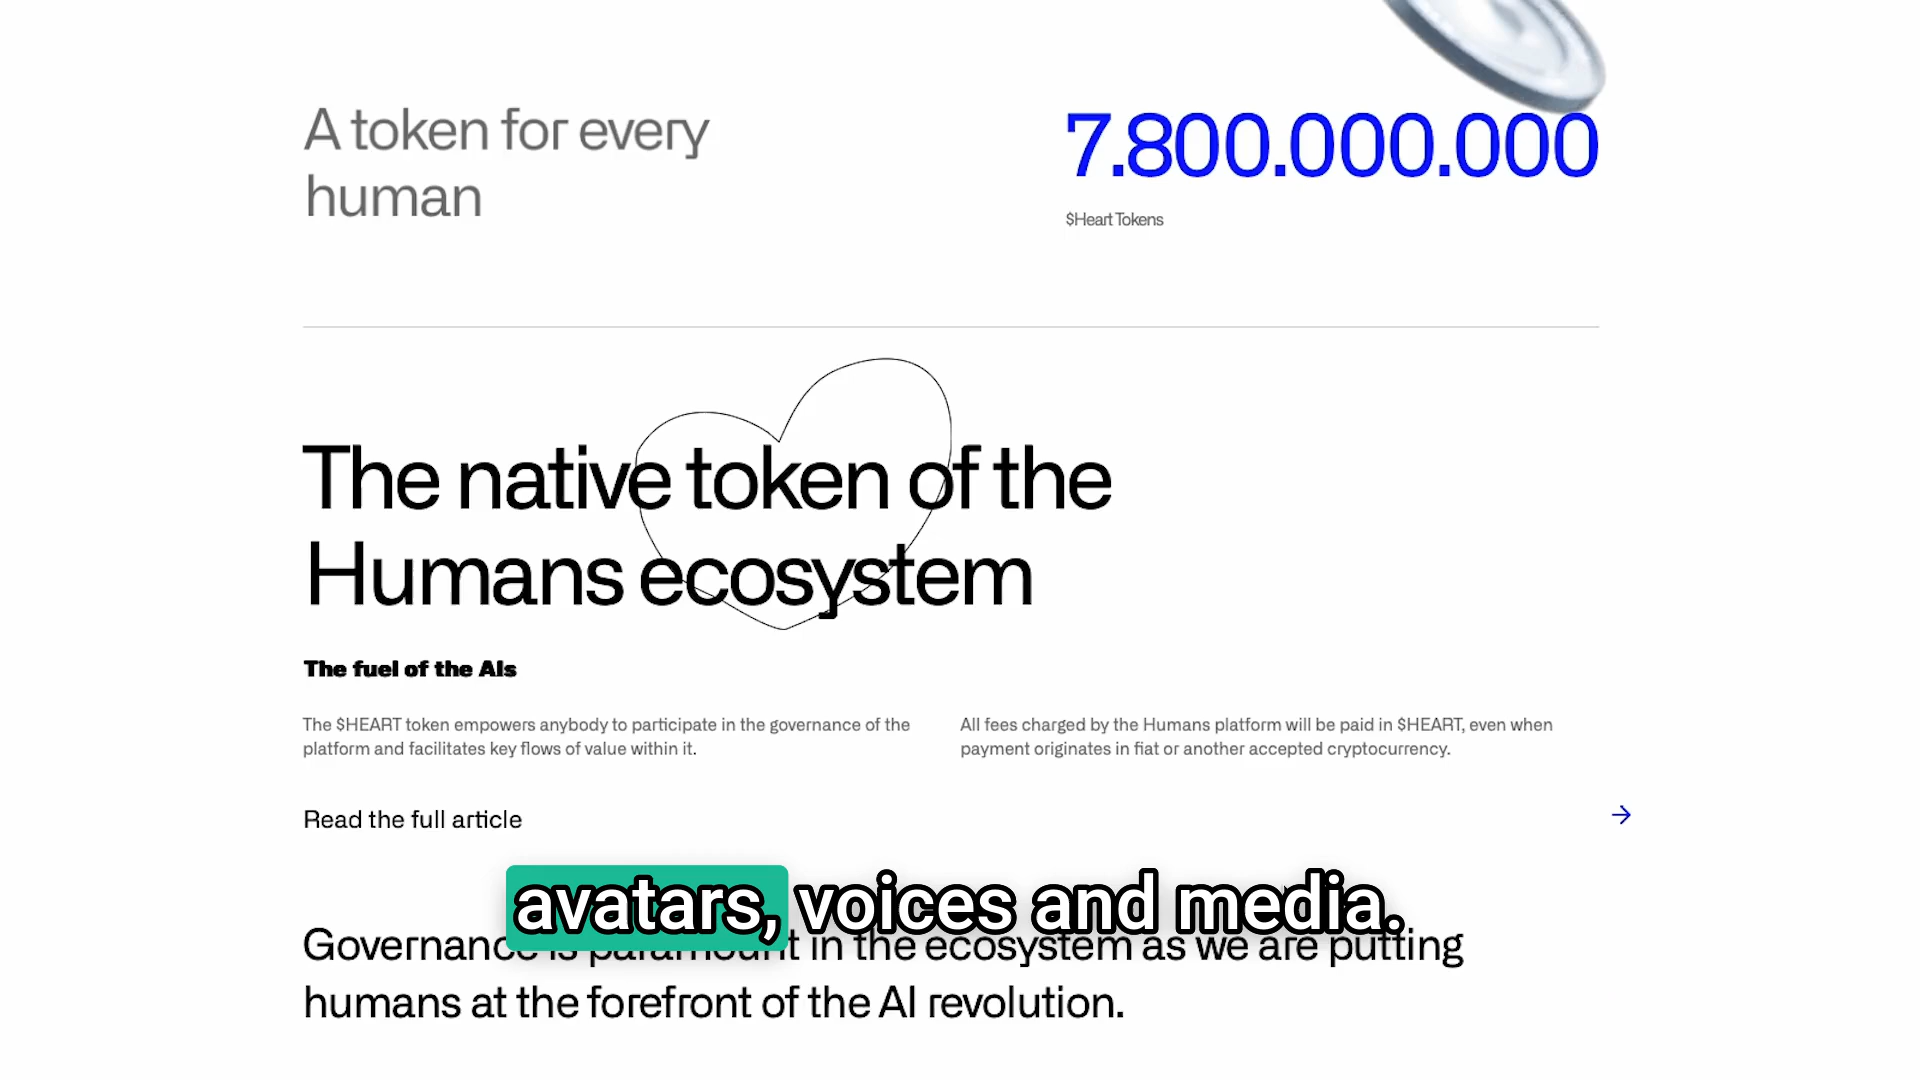 A token for every
human
7.800.000.000
$Heart Tokens
The native token of the
Humans ecosystem
The fuel of the AIs
The $HEART token empowers anybody to participate in the governance of the
platform and facilitates key flows of value within it.
All fees charged by the Humans platform will be paid in $HEART, even when
payment originates in fiat or another accepted cryptocurrency.
Read the full article
avatars, voices and media.
Governance is paramount in the ecosystem as we are putting
humans at the forefront of the AI revolution.